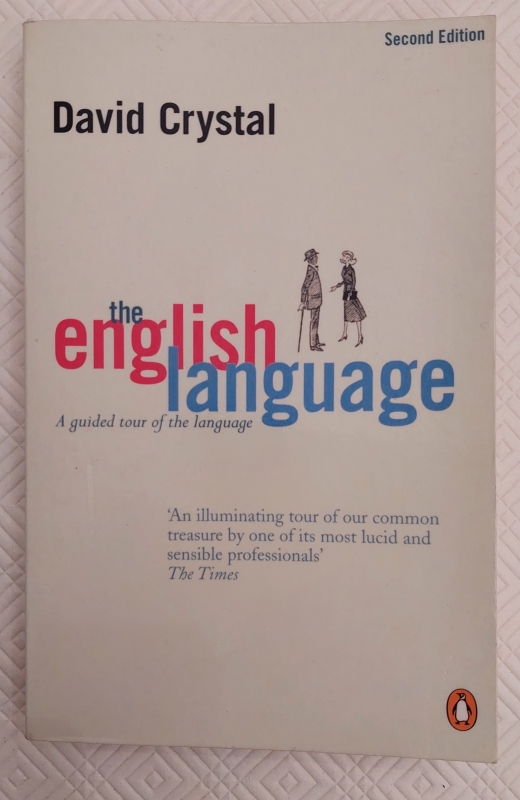 Second Edition
David Crystal
the
english
language
A guided tour of the language
'An illuminating tour of our common
treasure by one of its most lucid and
sensible professionals'
The Times